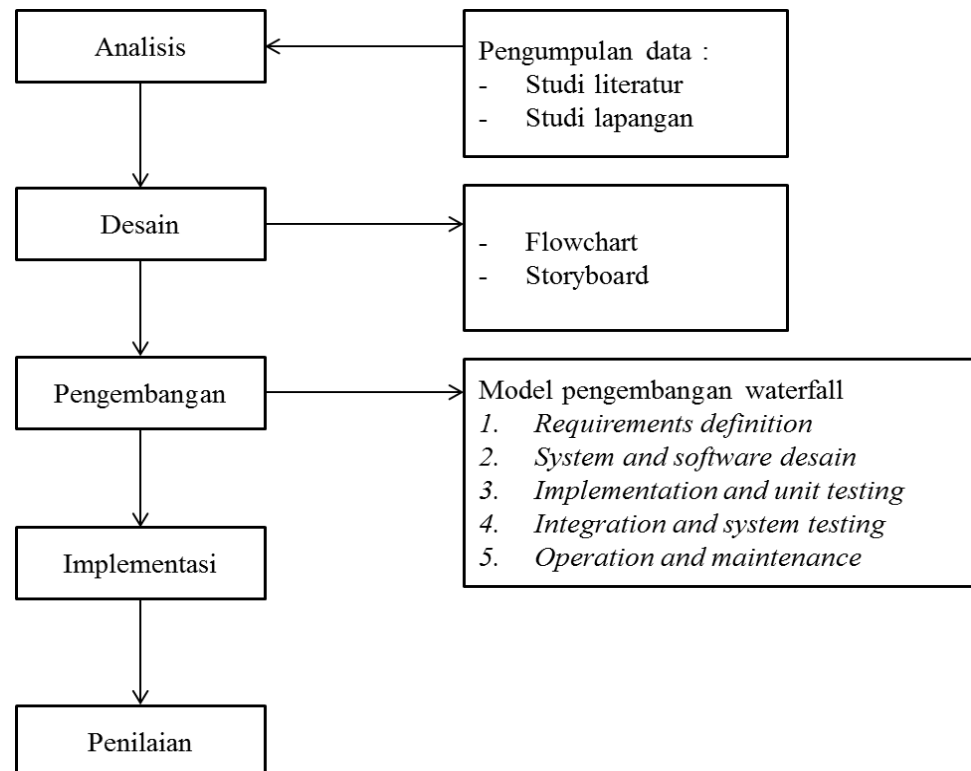 Analisis
Pengumpulan data :
- Studi literatur
- Studi lapangan
Desain
- Flowchart
- Storyboard
Pengembangan
Model pengembangan waterfall
1. Requirements definition
2. System and software desain
3. Implementation and unit testing
4. Integration and system testing
5. Operation and maintenance
Implementasi
Penilaian